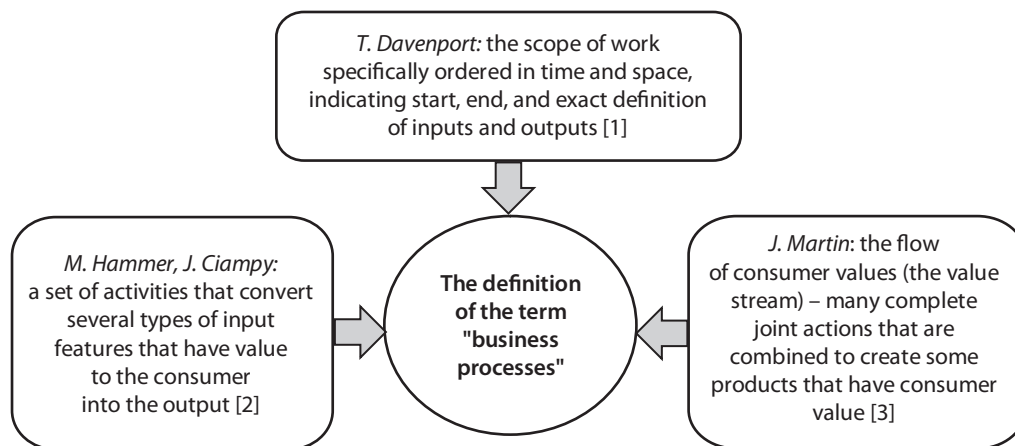 T. Davenport: the scope of work
specifically ordered in time and space,
indicating start, end, and exact definition
of inputs and outputs [1]
M. Hammer, J. Ciampy:
a set of activities that convert
several types of input
features that have value
to the consumer
into the output [2]
The definition
of the term
"business
processes"
J. Martin: the flow
of consumer values (the value
stream) – many complete
joint actions that are
combined to create some
products that have consumer
value [3]